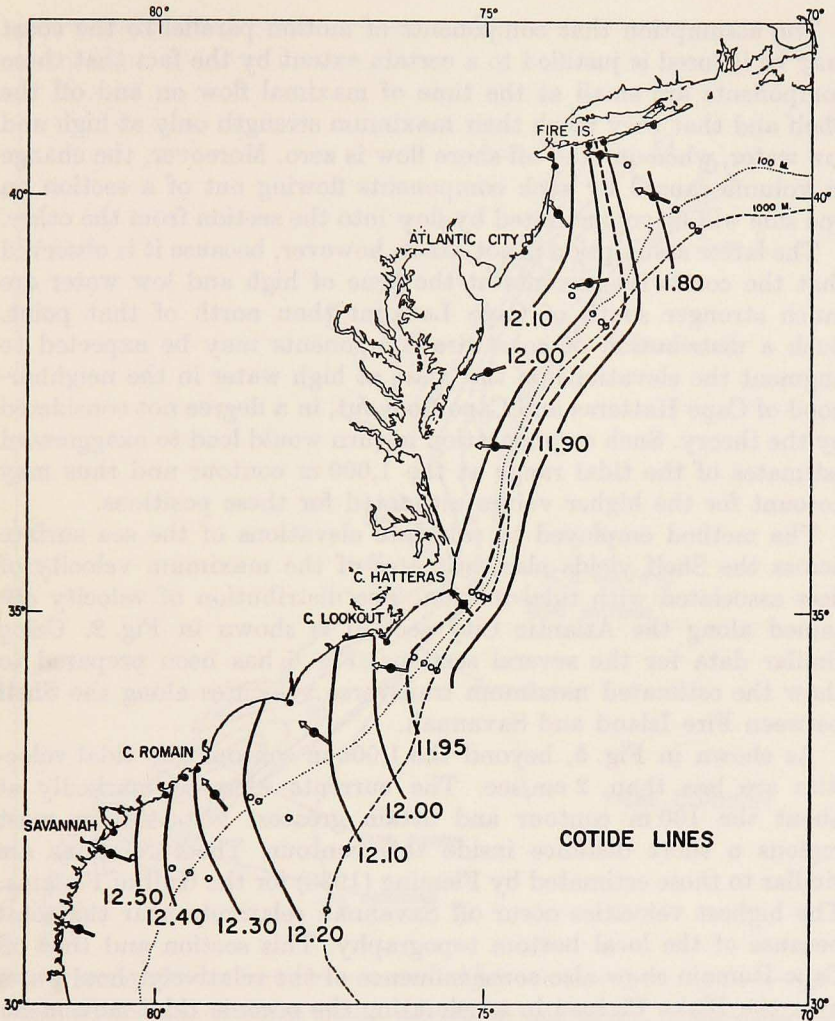 80°
75°
70°
FIRE IS
100 M.
1000 M.
40°
40°
ATLANTIC CITY
11.80
12.10
12.00
11.90
C. HATTERAS
35°
35°
C. LOOKOUT
11.95
C. ROMAIN
12.00
SAVANNAH
12.10
COTIDE LINES
12.50
12.40
12.30
12.20
30°
30°
80°
75°
70°